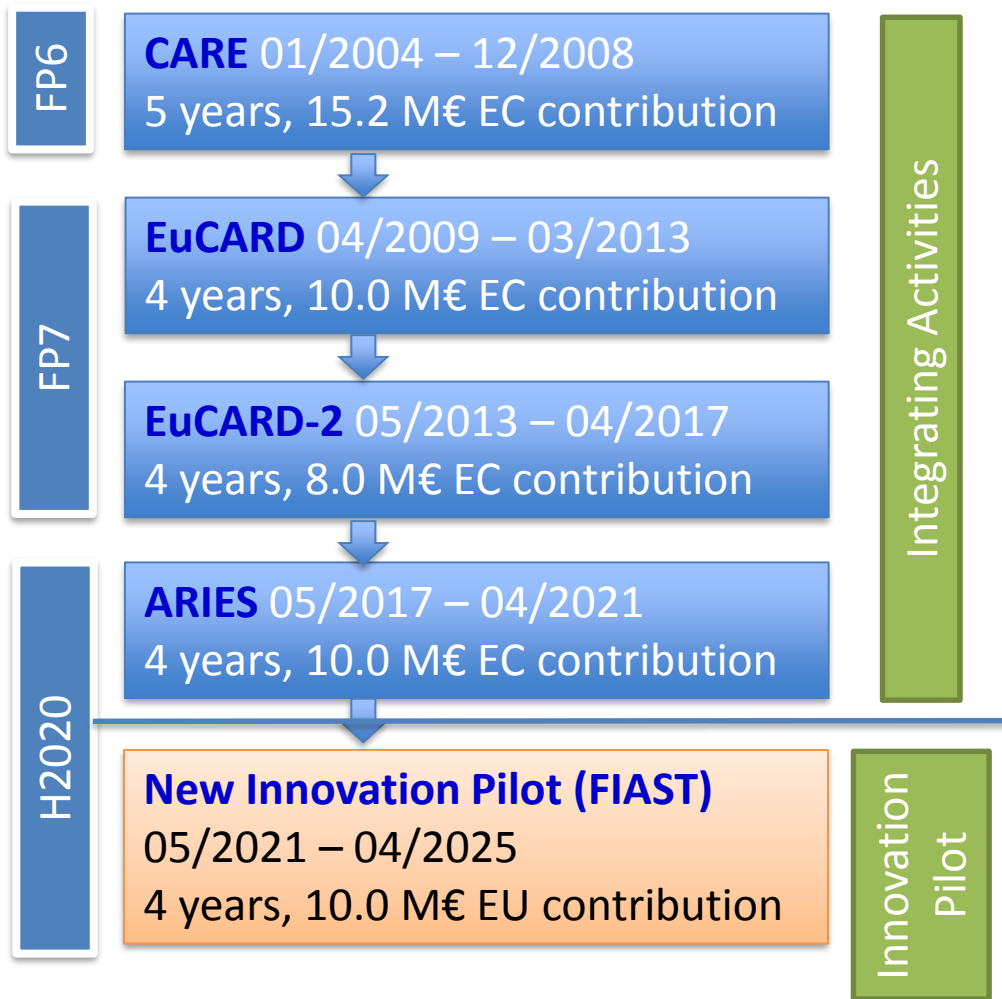 FP6
CARE 01/2004 – 12/2008
5 years, 15.2 M€ EC contribution
Integrating Activities
FP7
EuCARD 04/2009 – 03/2013
4 years, 10.0 M€ EC contribution
EuCARD-2 05/2013 – 04/2017
4 years, 8.0 M€ EC contribution
H2020
ARIES 05/2017 – 04/2021
4 years, 10.0 M€ EC contribution
New Innovation Pilot (FIAST)
05/2021 – 04/2025
4 years, 10.0 M€ EU contribution
Innovation
Pilot